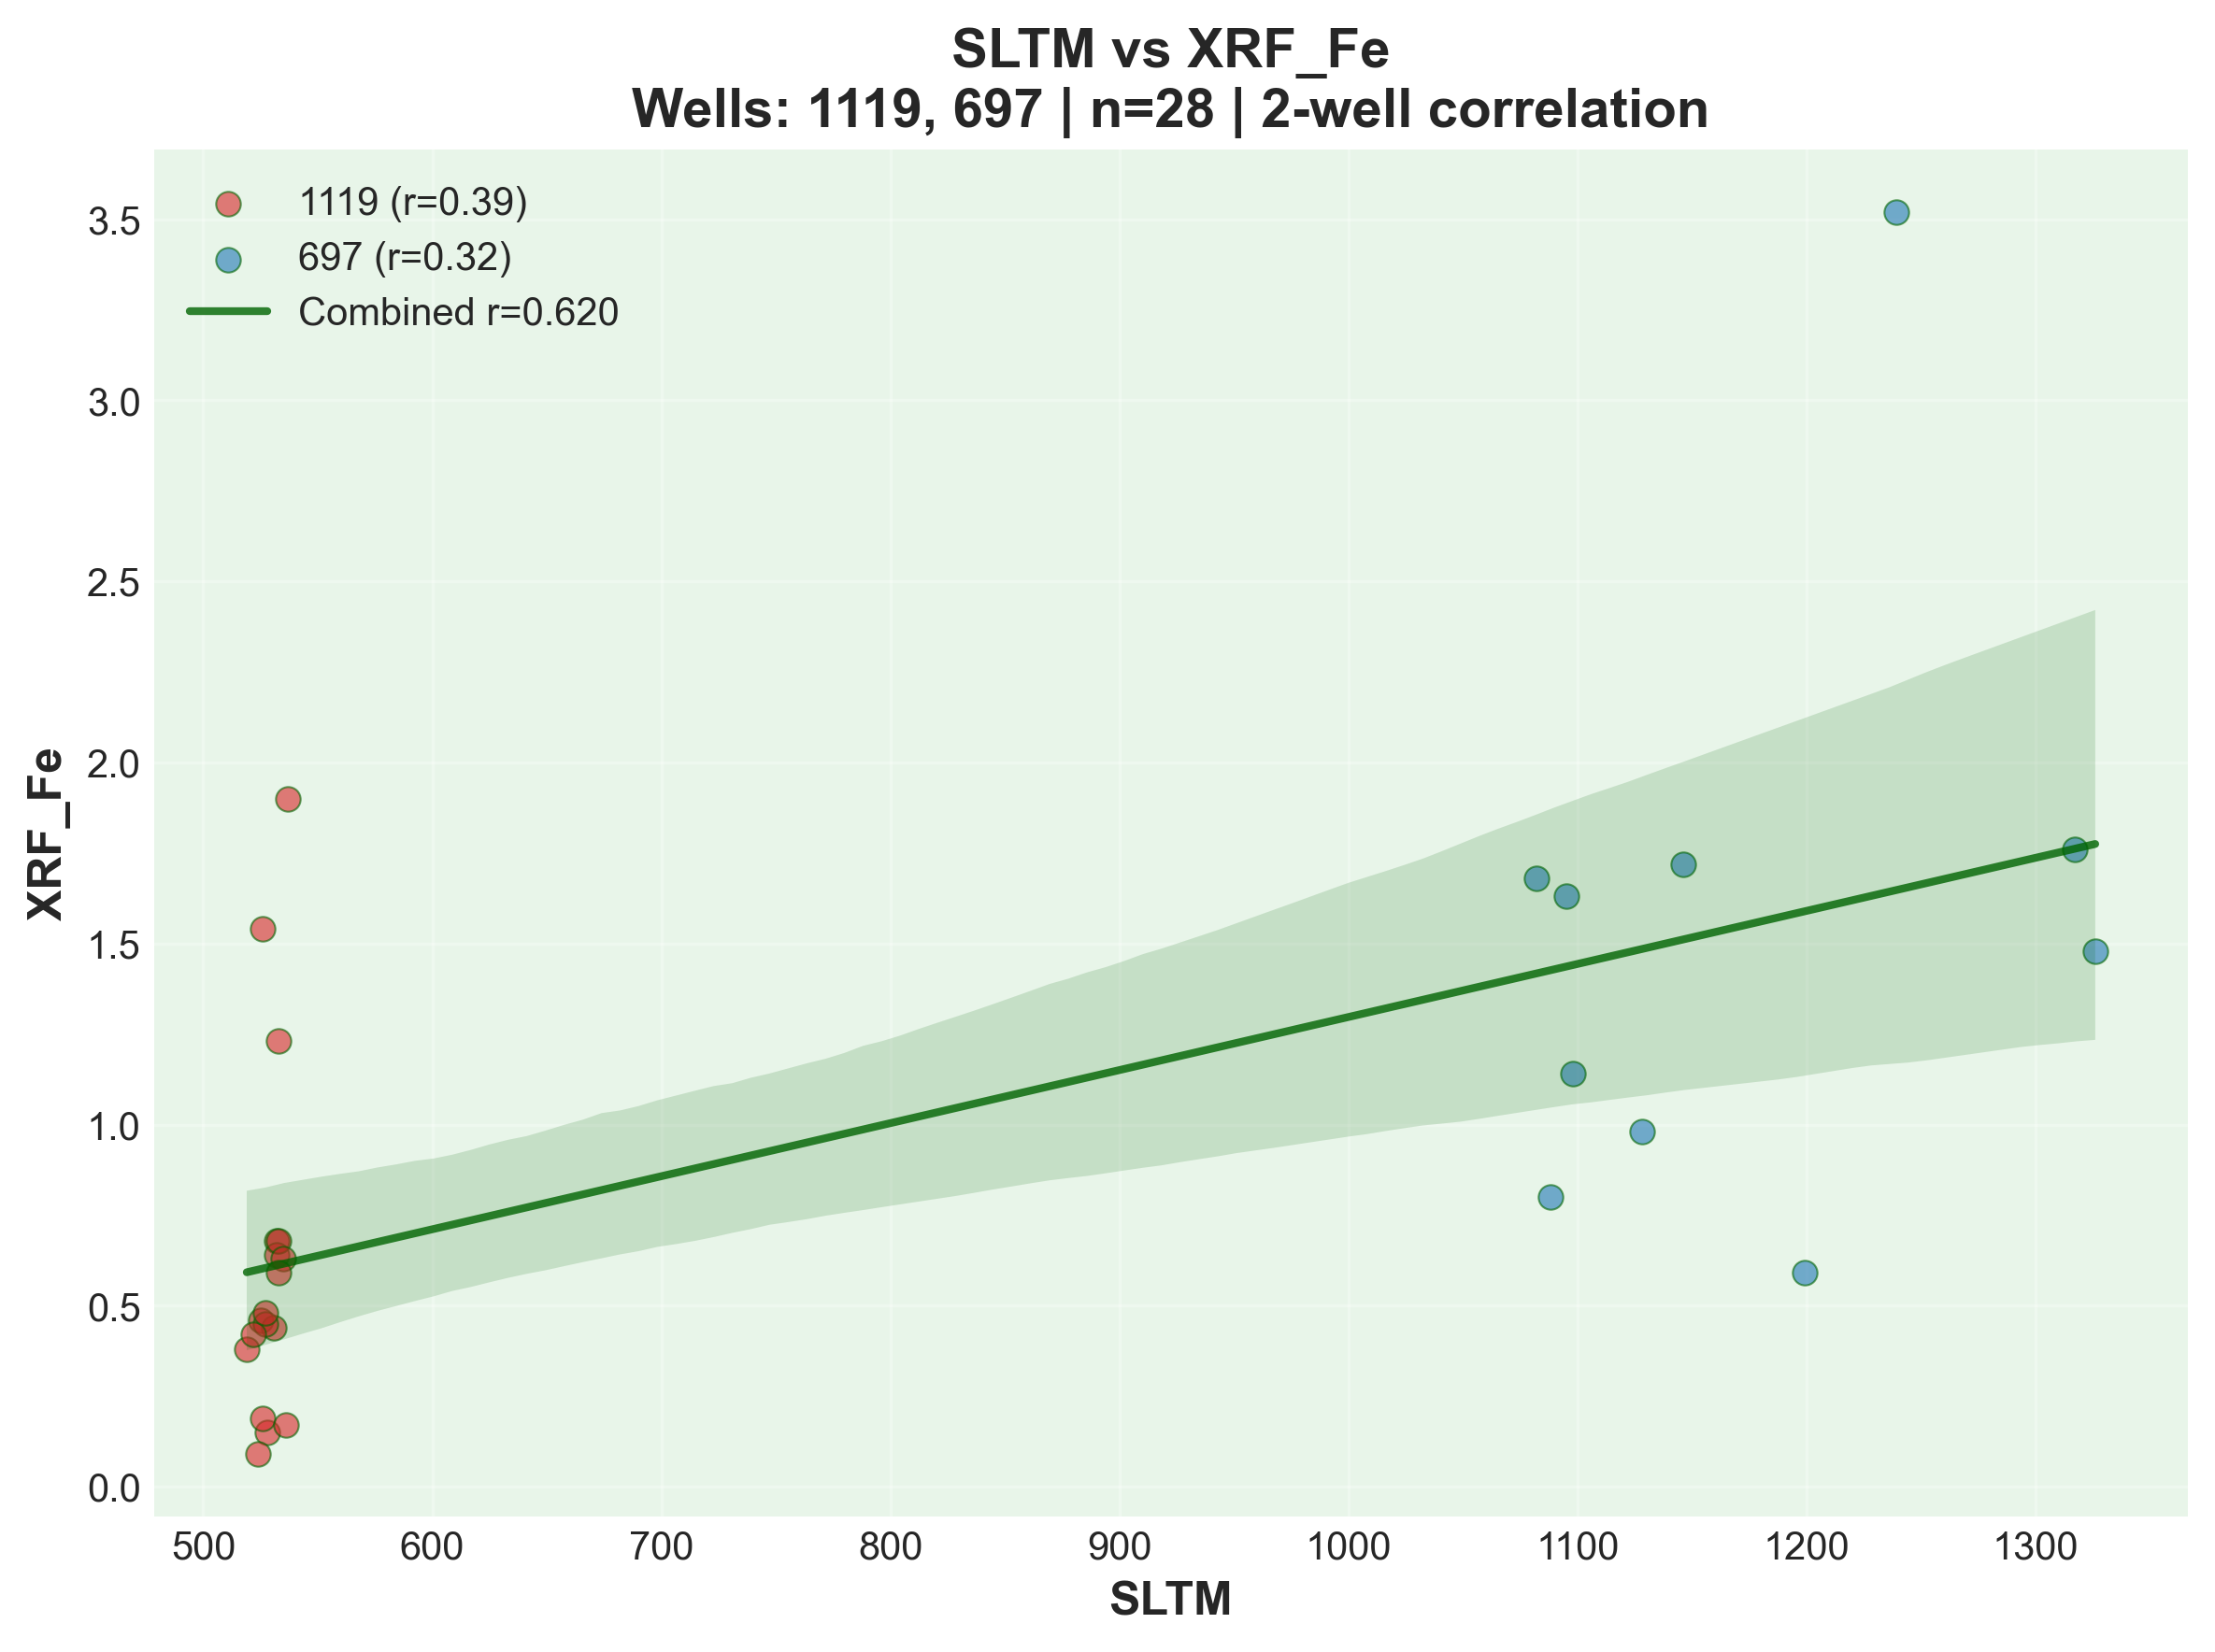 SLTM vs XRF_Fe
Wells: 1119, 697 | n=28 | 2-well correlation
1119 (r=0.39)
697 (r=0.32)
Combined r=0.620
3.5
3.0
2.5
2.0
1.5
1.0
0.5
0.0
XRF_Fe
500 600 700 800 900 1000 1100 1200 1300
SLTM